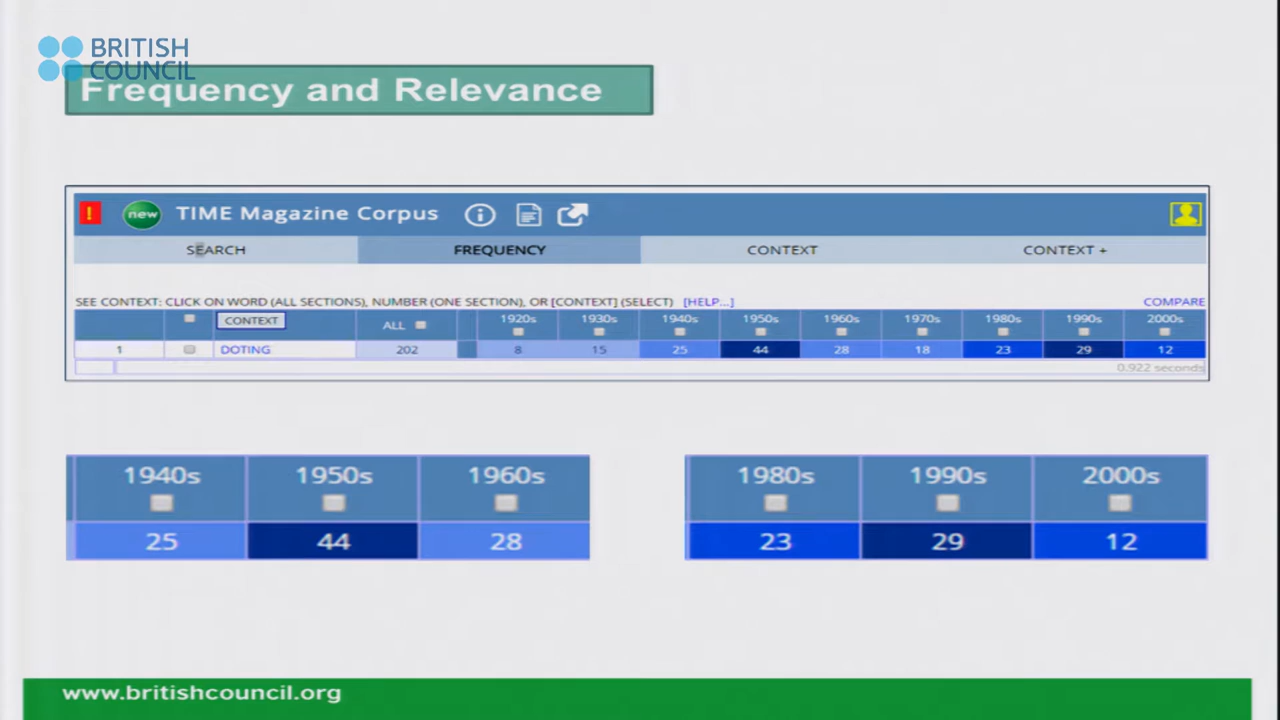 BRITISH
COUNCIL
Frequency and Relevance
! new TIME Magazine Corpus
SEARCH FREQUENCY CONTEXT CONTEXT +
SEE CONTEXT: CLICK ON WORD (ALL SECTIONS), NUMBER (ONE SECTION), OR [CONTEXT] (SELECT) [HELP...] COMPARE
CONTEXT ALL 1920s 1930s 1940s 1950s 1960s 1970s 1980s 1990s 2000s
1 DOTING 202 8 15 25 44 28 18 23 29 12
0.922 seconds
1940s 1950s 1960s 1980s 1990s 2000s
25 44 28 23 29 12
www.britishcouncil.org